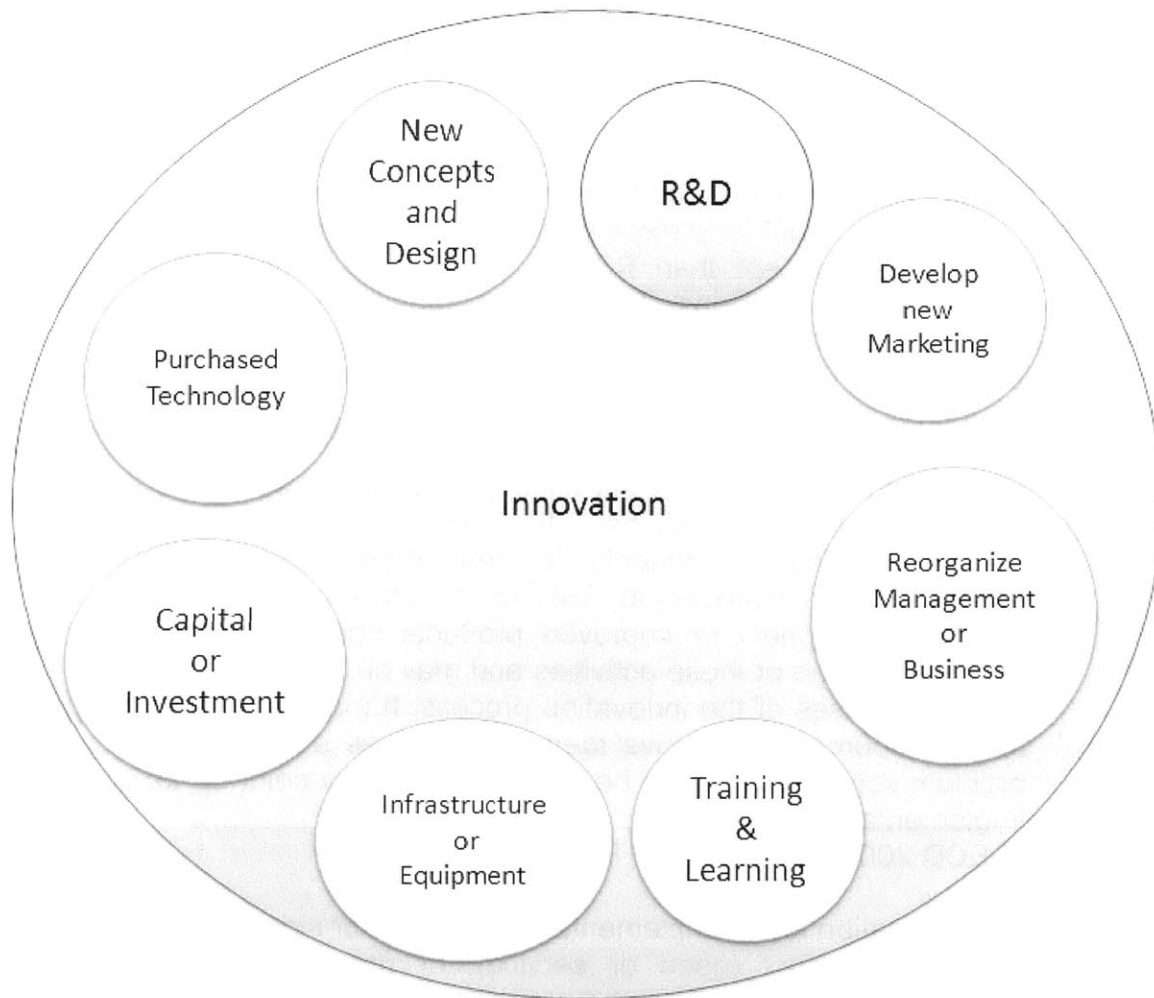 New
Concepts
and
Design
R&D
Develop
new
Marketing
Purchased
Technology
Innovation
Reorganize
Management
or
Business
Capital
or
Investment
Infrastructure
or
Equipment
Training
&
Learning